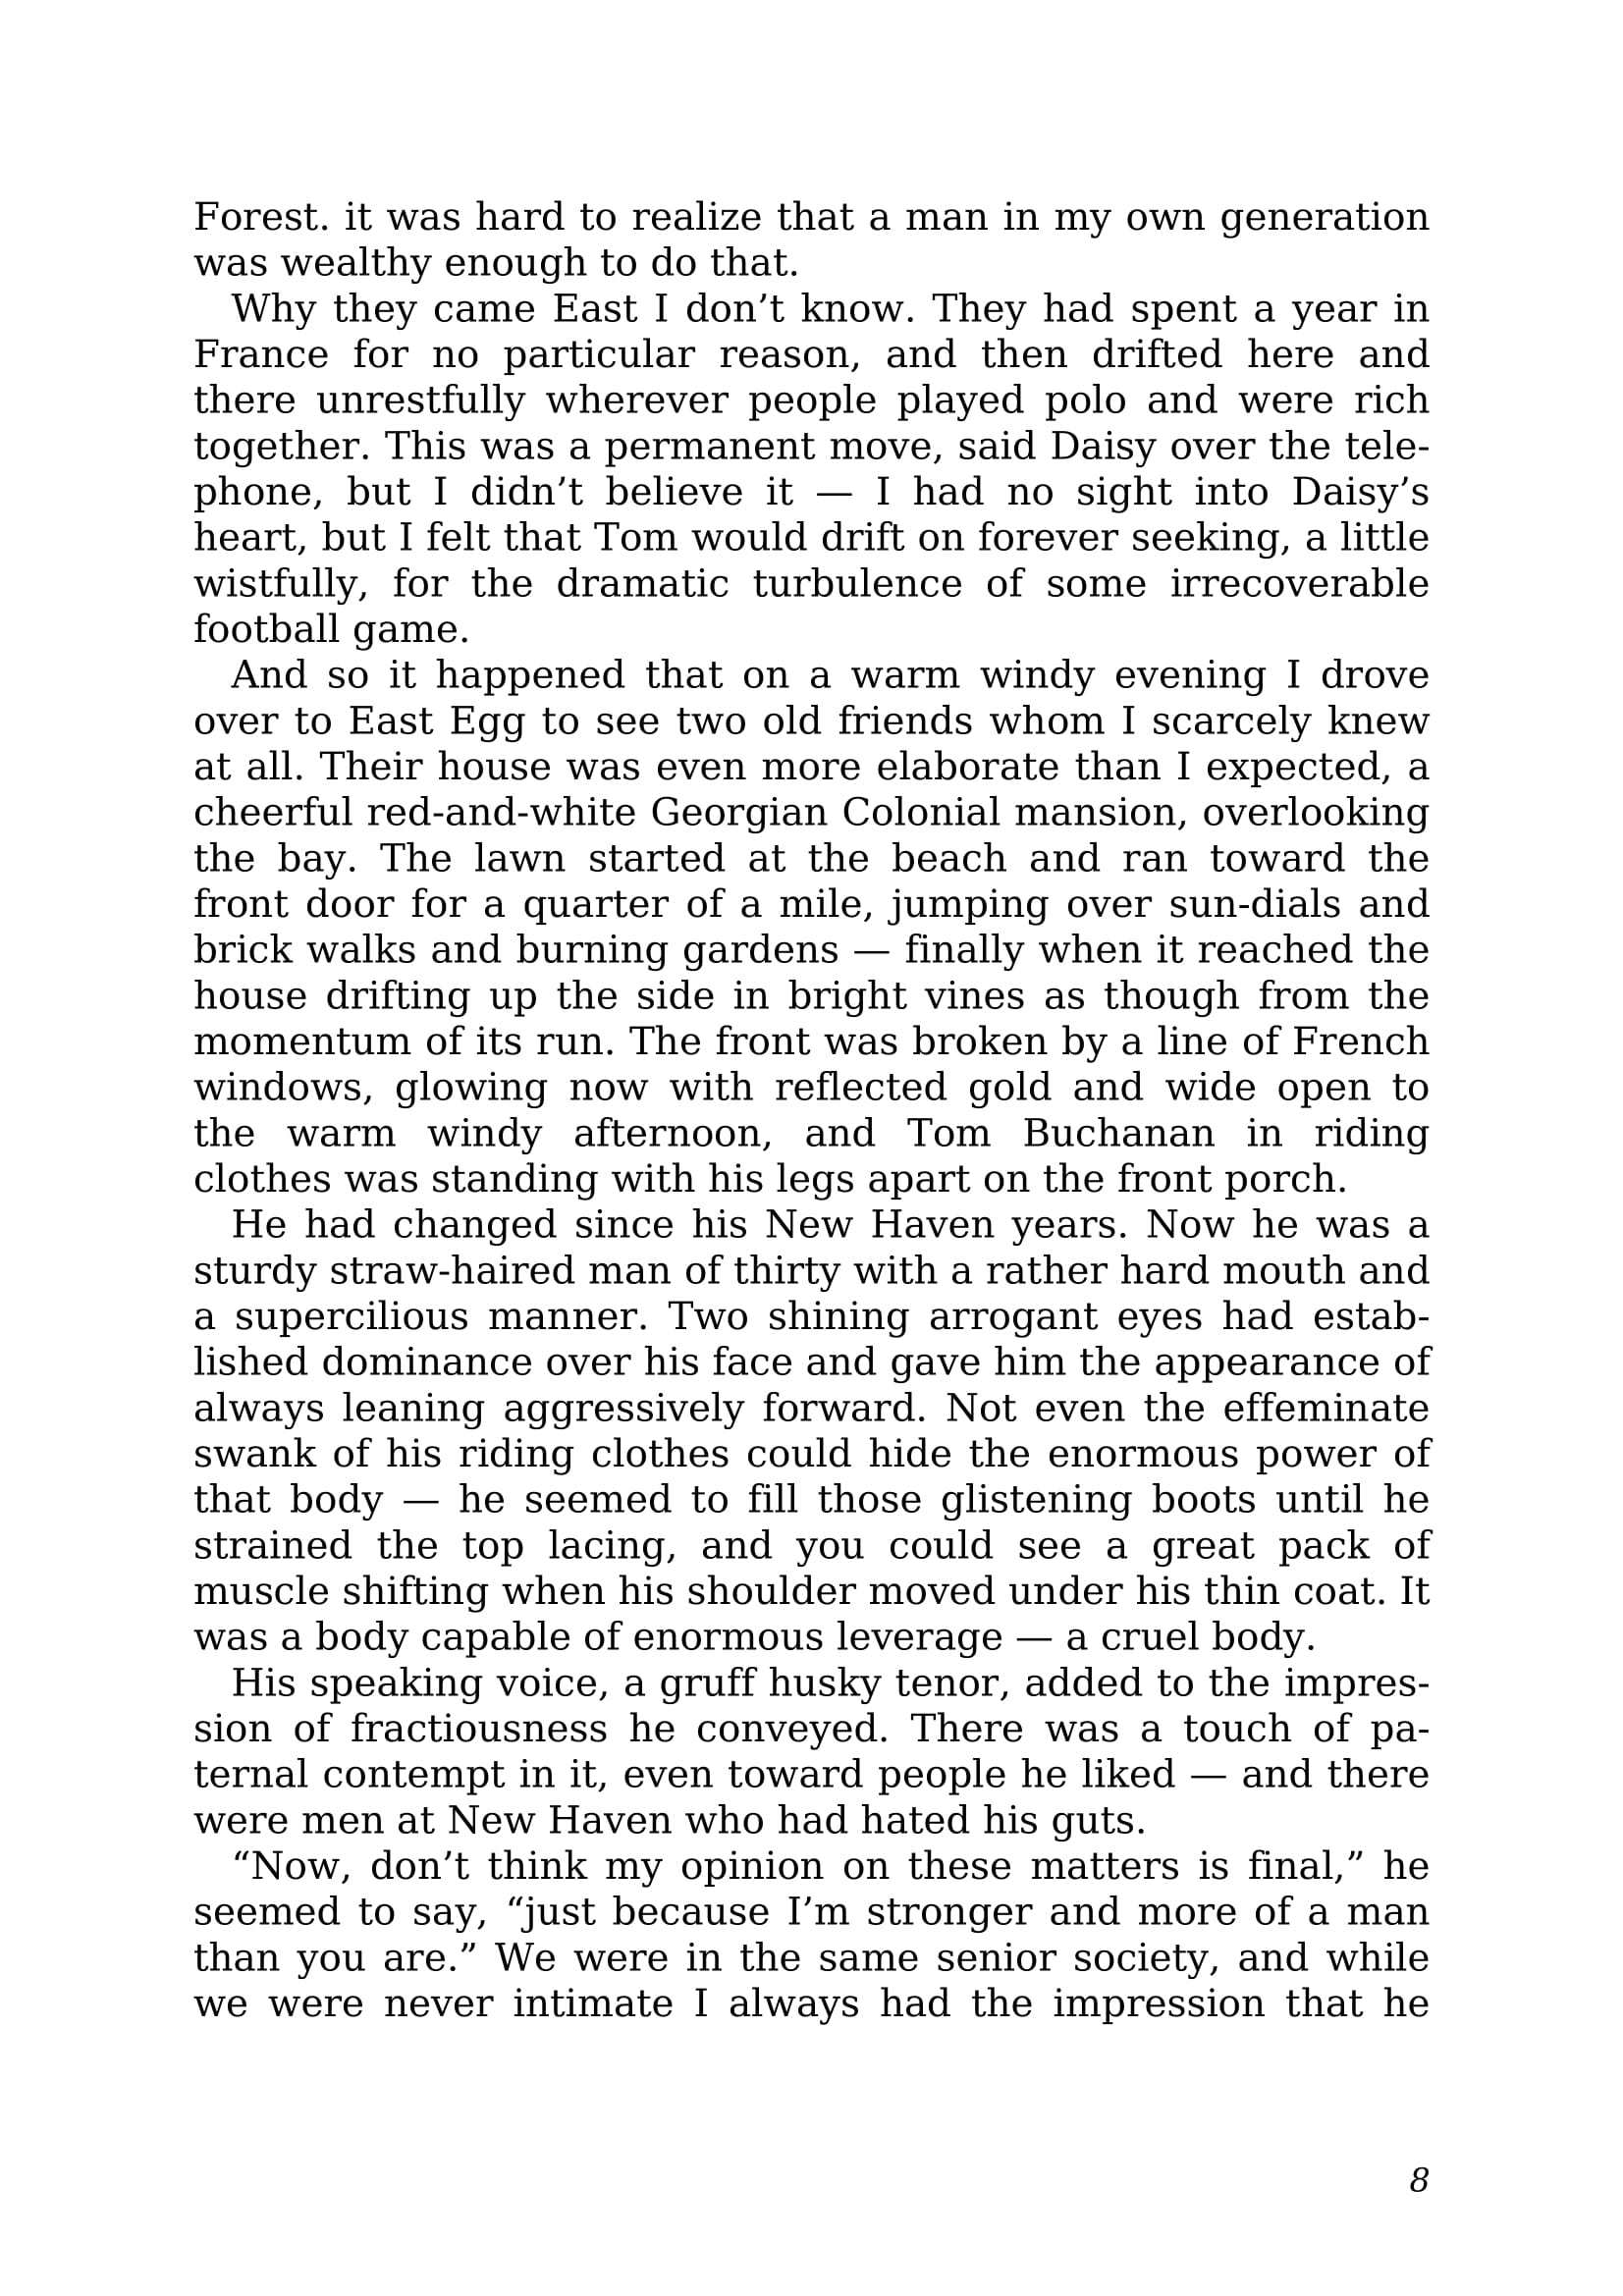 Forest. it was hard to realize that a man in my own generation
was wealthy enough to do that.
Why they came East I don’t know. They had spent a year in
France for no particular reason, and then drifted here and
there unrestfully wherever people played polo and were rich
together. This was a permanent move, said Daisy over the tele-
phone, but I didn’t believe it — I had no sight into Daisy’s
heart, but I felt that Tom would drift on forever seeking, a little
wistfully, for the dramatic turbulence of some irrecoverable
football game.
And so it happened that on a warm windy evening I drove
over to East Egg to see two old friends whom I scarcely knew
at all. Their house was even more elaborate than I expected, a
cheerful red-and-white Georgian Colonial mansion, overlooking
the bay. The lawn started at the beach and ran toward the
front door for a quarter of a mile, jumping over sun-dials and
brick walks and burning gardens — finally when it reached the
house drifting up the side in bright vines as though from the
momentum of its run. The front was broken by a line of French
windows, glowing now with reflected gold and wide open to
the warm windy afternoon, and Tom Buchanan in riding
clothes was standing with his legs apart on the front porch.
He had changed since his New Haven years. Now he was a
sturdy straw-haired man of thirty with a rather hard mouth and
a supercilious manner. Two shining arrogant eyes had estab-
lished dominance over his face and gave him the appearance of
always leaning aggressively forward. Not even the effeminate
swank of his riding clothes could hide the enormous power of
that body — he seemed to fill those glistening boots until he
strained the top lacing, and you could see a great pack of
muscle shifting when his shoulder moved under his thin coat. It
was a body capable of enormous leverage — a cruel body.
His speaking voice, a gruff husky tenor, added to the impres-
sion of fractiousness he conveyed. There was a touch of pa-
ternal contempt in it, even toward people he liked — and there
were men at New Haven who had hated his guts.
“Now, don’t think my opinion on these matters is final,” he
seemed to say, “just because I’m stronger and more of a man
than you are.” We were in the same senior society, and while
we were never intimate I always had the impression that he
8